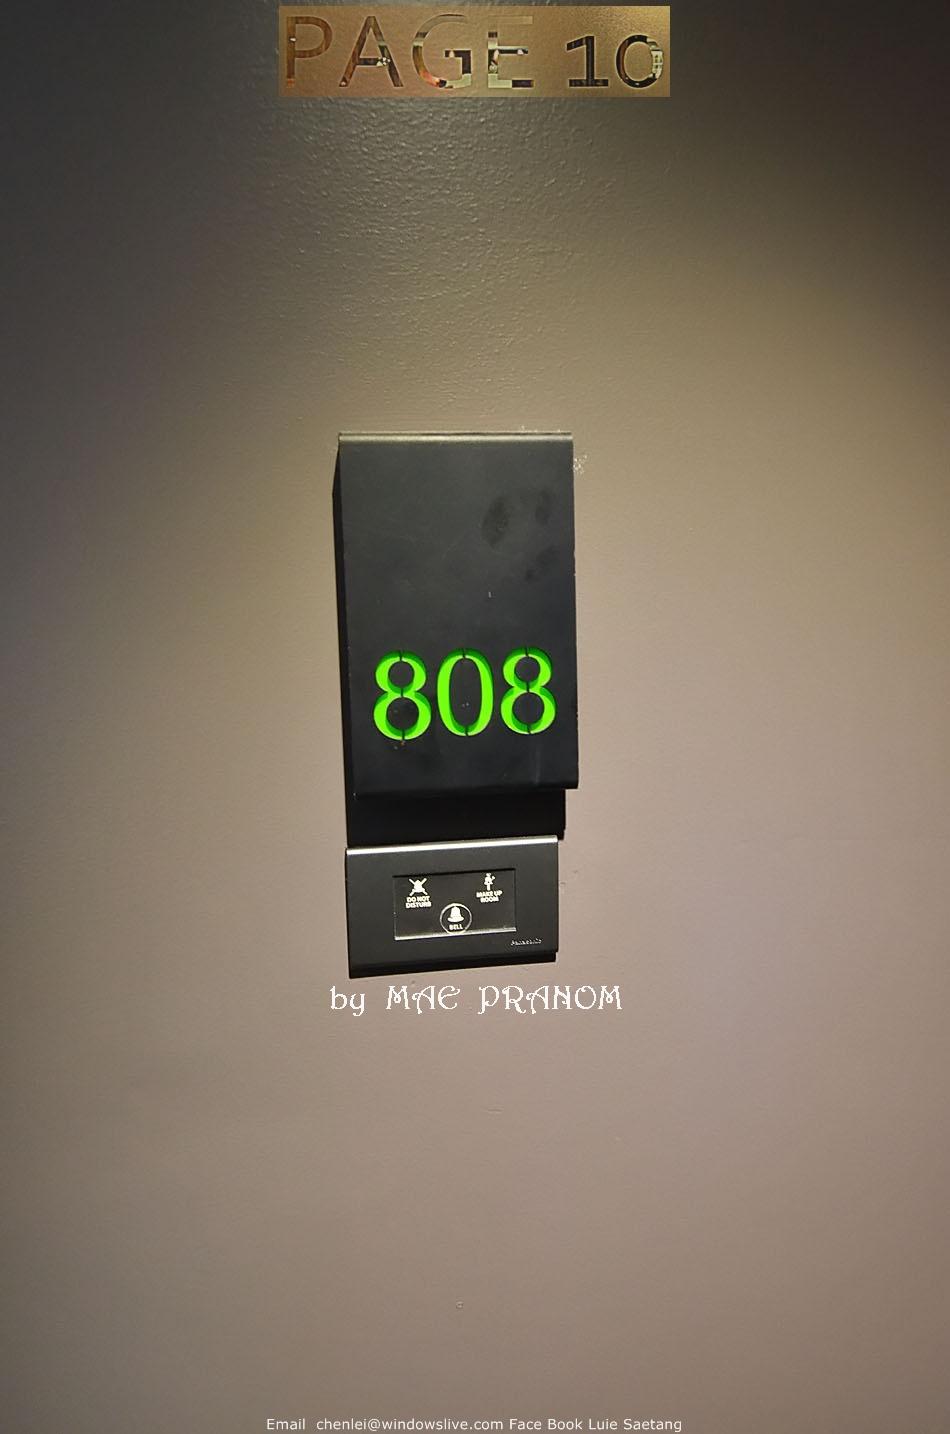 PAGE 10
808
DO NOT
DISTURB
MAKE UP
ROOM
BELL
Panasonic
by MAE PRANOM
Email chenlei@windowslive.com Face Book Luie Saetang